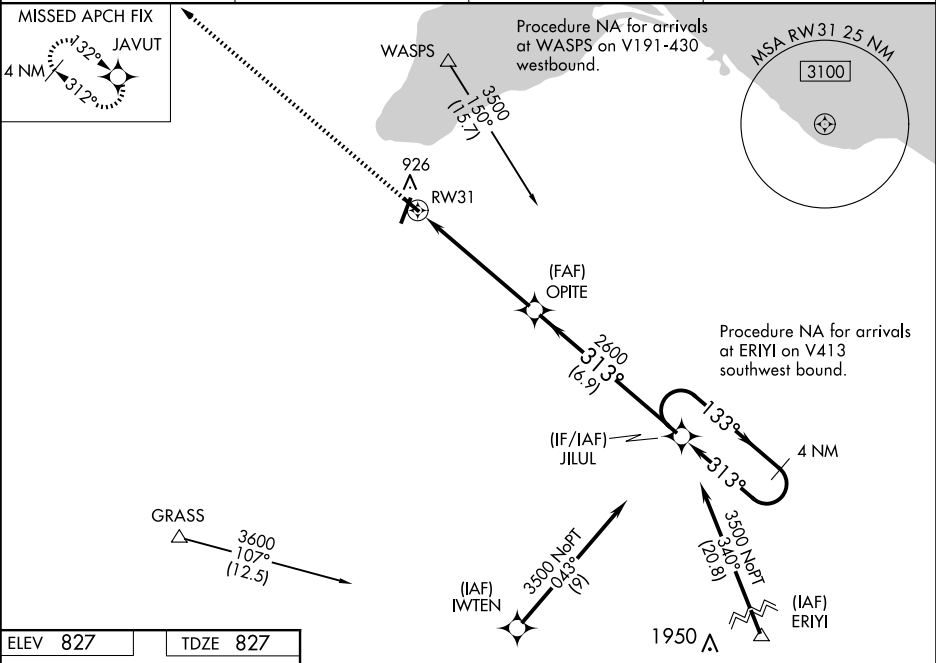 MISSED APCH FIX
JAVUT
132°
4 NM
312°
WASPS
3500
150°
(15.7)
Procedure NA for arrivals
at WASPS on V191-430
westbound.
MSA RW31 25 NM
3100
926
RW31
(FAF)
OPITE
2600
313°
(6.9)
Procedure NA for arrivals
at ERIYI on V413
southwest bound.
(IF/IAF)
JILUL
133°
313°
4 NM
GRASS
3600
107°
(12.5)
3500 NoPT
043°
(9)
(IAF)
IWTEN
3500 NoPT
340°
(20.8)
(IAF)
ERIYI
1950
ELEV 827
TDZE 827